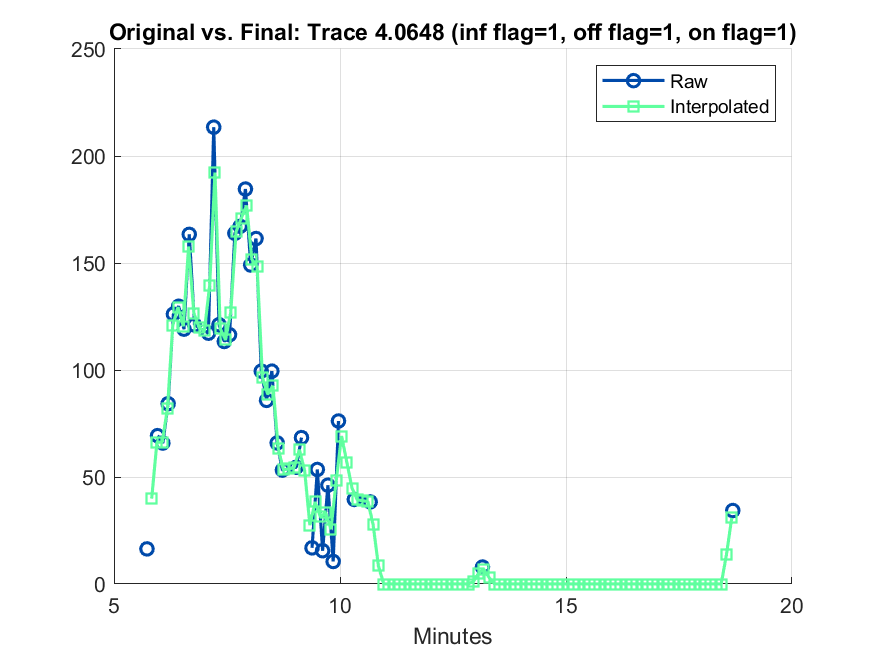 Original vs. Final: Trace 4.0648 (inf flag=1, off flag=1, on flag=1)
250
200
150
100
50
0
Raw
Interpolated
5
10
15
20
Minutes